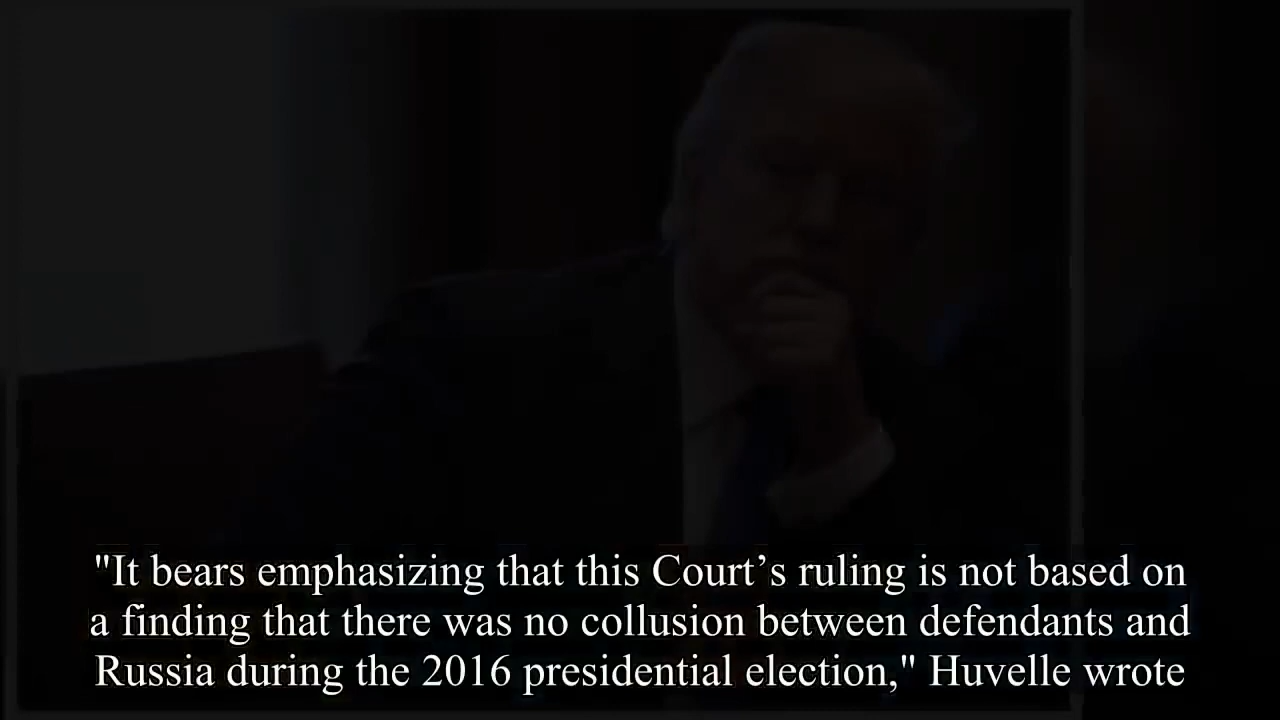 "It bears emphasizing that this Court’s ruling is not based on
a finding that there was no collusion between defendants and
Russia during the 2016 presidential election," Huvelle wrote